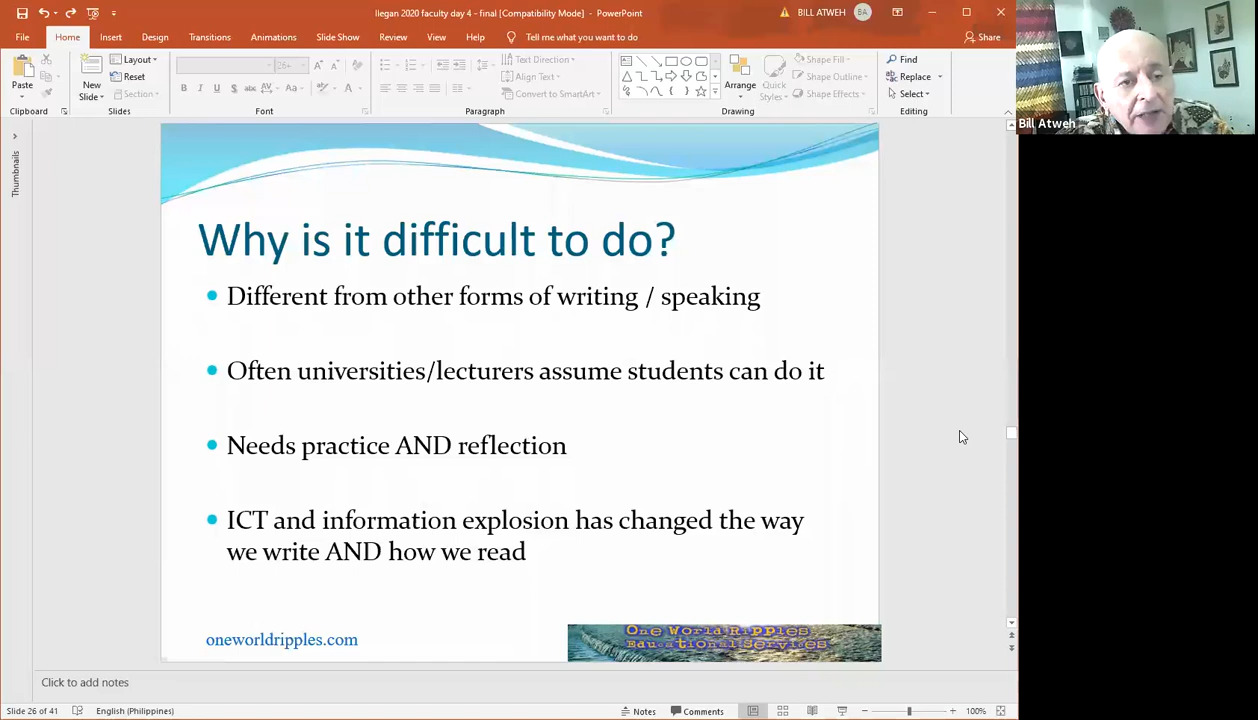 Ilegan 2020 faculty day 4 - final [Compatibility Mode] - PowerPoint
BILL ATWEH BA
File Home Insert Design Transitions Animations Slide Show Review View Help Tell me what you want to do Share
Paste
Clipboard
New Slide
Layout
Reset
Section
Slides
Font
Text Direction
Align Text
Convert to SmartArt
Paragraph
Arrange
Quick Styles
Shape Fill
Shape Outline
Shape Effects
Drawing
Find
Replace
Select
Editing
Bill Atweh
Thumbnails
Why is it difficult to do?
Different from other forms of writing / speaking
Often universities/lecturers assume students can do it
Needs practice AND reflection
ICT and information explosion has changed the way
we write AND how we read
oneworldripples.com
One World Ripples
Educational Services
Click to add notes
Slide 26 of 41 English (Philippines) Notes Comments 100%